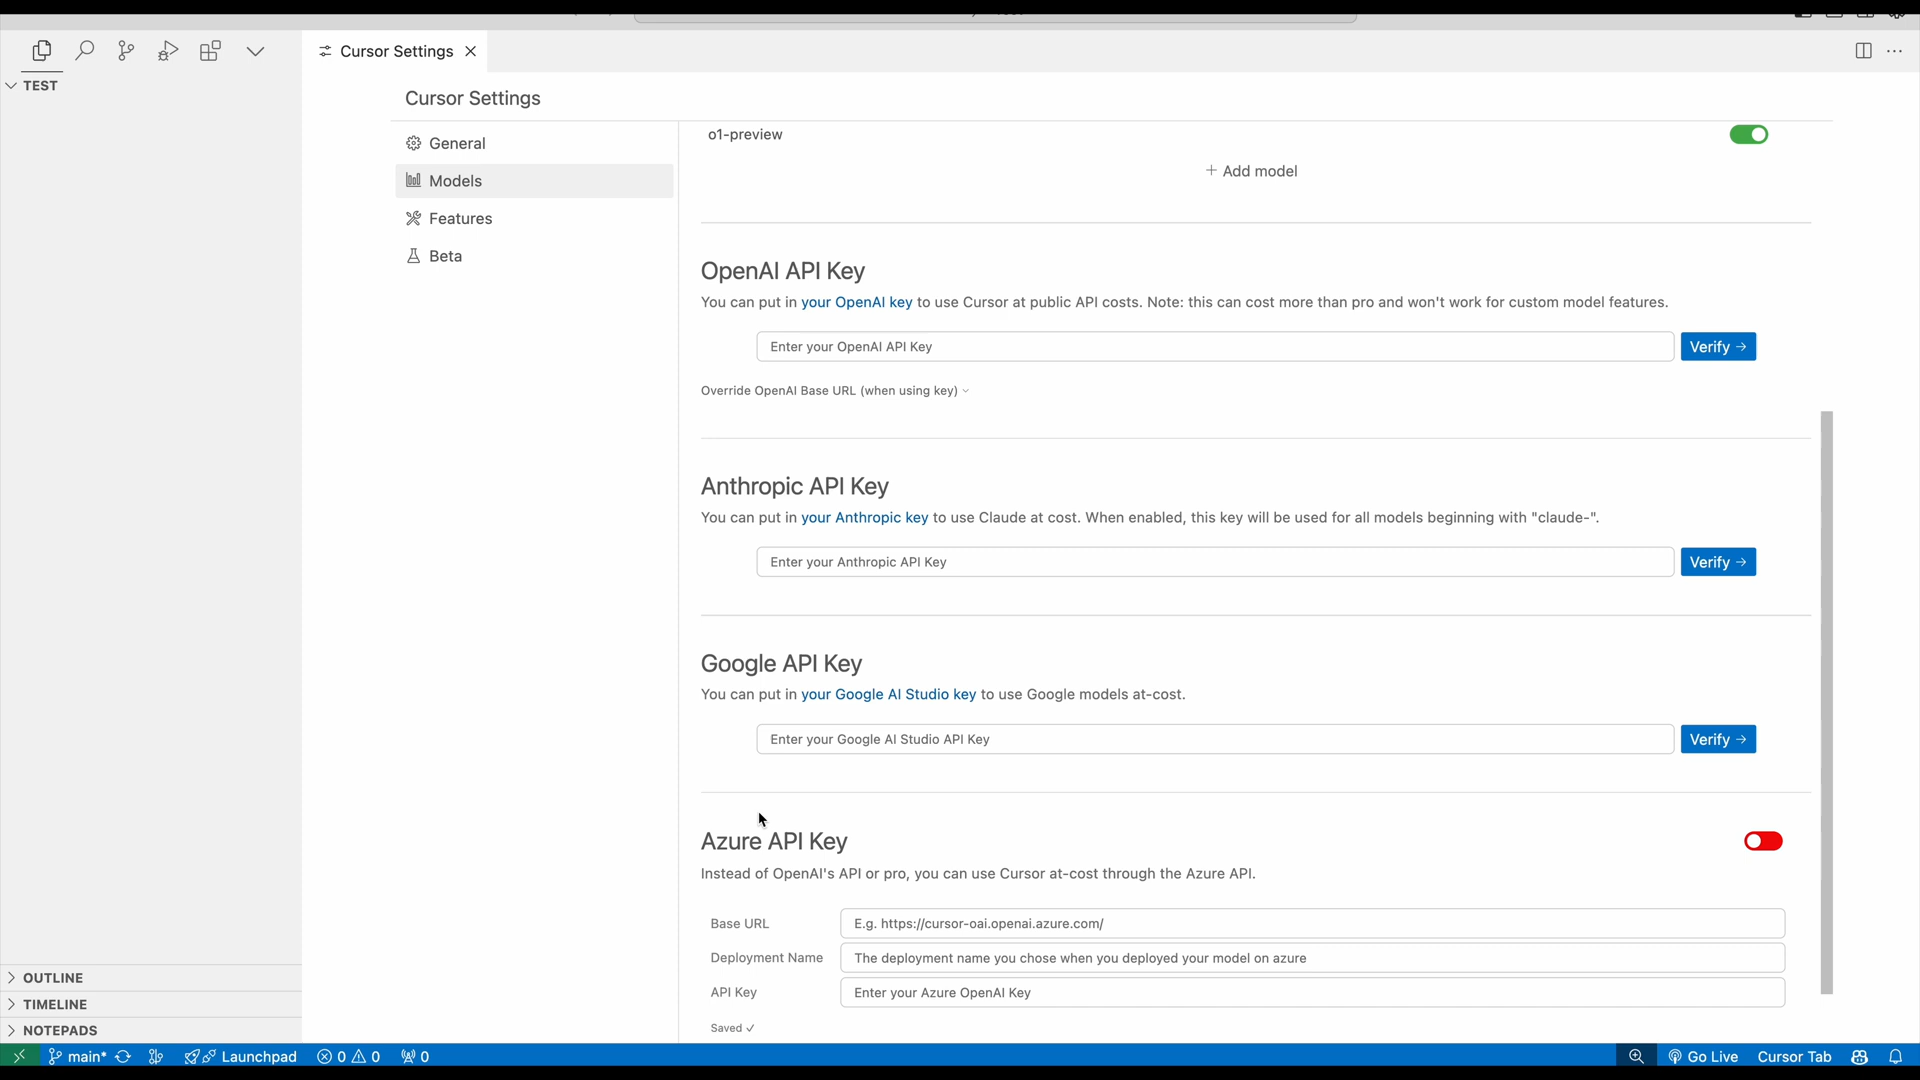 Cursor Settings
TEST
Cursor Settings
General
Models
Features
Beta
o1-preview
+ Add model
OpenAI API Key
You can put in your OpenAI key to use Cursor at public API costs. Note: this can cost more than pro and won't work for custom model features.
Enter your OpenAI API Key
Verify →
Override OpenAI Base URL (when using key)
Anthropic API Key
You can put in your Anthropic key to use Claude at cost. When enabled, this key will be used for all models beginning with "claude-".
Enter your Anthropic API Key
Verify →
Google API Key
You can put in your Google AI Studio key to use Google models at-cost.
Enter your Google AI Studio API Key
Verify →
Azure API Key
Instead of OpenAI's API or pro, you can use Cursor at-cost through the Azure API.
Base URL
E.g. https://cursor-oai.openai.azure.com/
Deployment Name
The deployment name you chose when you deployed your model on azure
API Key
Enter your Azure OpenAI Key
Saved ✓
OUTLINE
TIMELINE
NOTEPADS
main* Launchpad 0 0 0 Go Live Cursor Tab